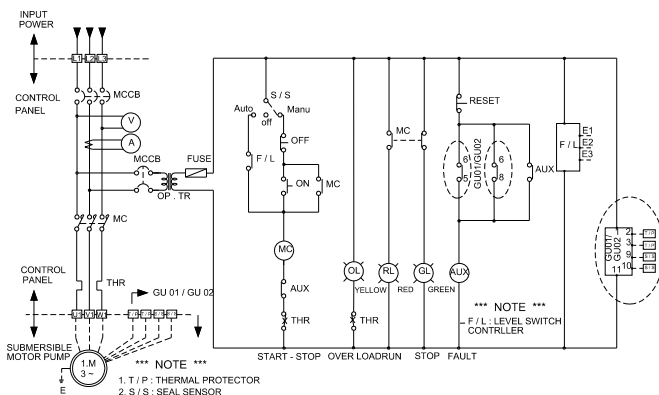 INPUT
POWER
L1 L2 L3
CONTROL
PANEL
MCCB
V
A
MCCB
FUSE
OP . TR
MC
CONTROL
PANEL
THR
GU 01 / GU 02
SUBMERSIBLE
MOTOR PUMP
1.M
3 ~
E
*** NOTE ***
1. T / P : THERMAL PROTECTOR
2. S / S : SEAL SENSOR
S / S
Auto
off
Manu
OFF
F / L
ON
MC
MC
AUX
THR
START - STOP
OL
YELLOW
THR
OVER LOAD
MC
RL
RED
RUN
GL
GREEN
STOP
RESET
GU01/GU02
6
5
6
8
AUX
AUX
FAULT
F / L
E1
E2
E3
*** NOTE ***
F / L : LEVEL SWITCH
CONTRLLER
GU01/
GU02
1
2
3
9
10
11
T / P
T / P
S / S
S / S